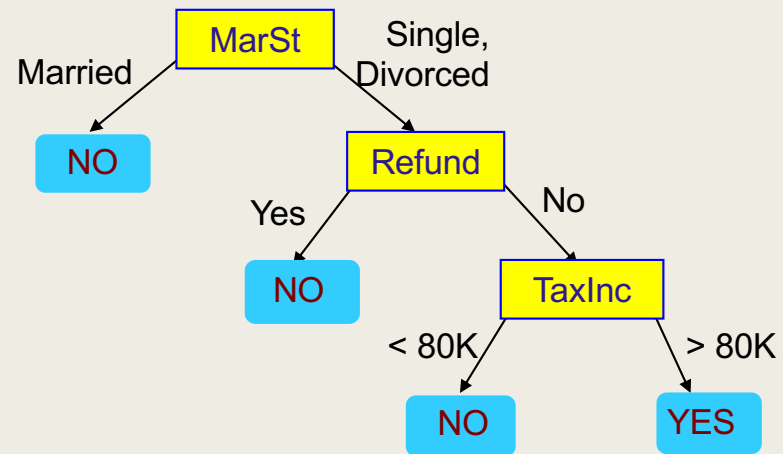 MarSt
Single,
Divorced
Married
NO
Refund
Yes
No
NO
TaxInc
< 80K
> 80K
NO
YES